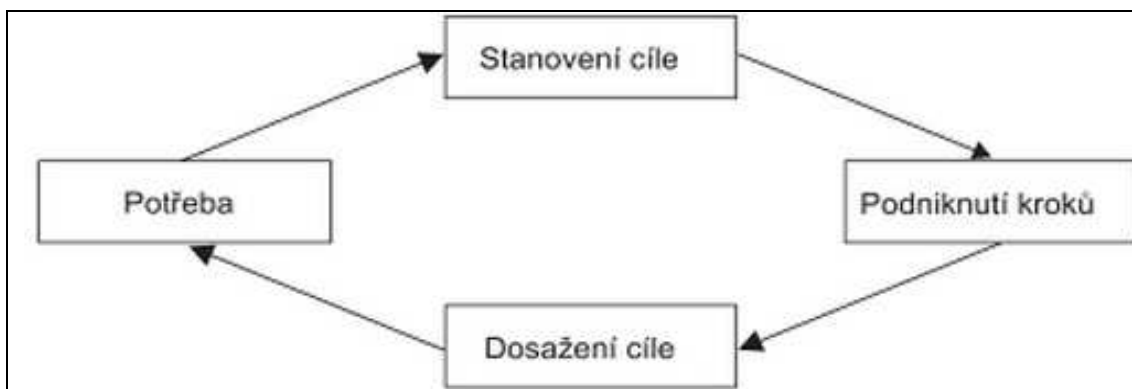 Stanovení cíle
Potřeba
Podniknutí kroků
Dosažení cíle